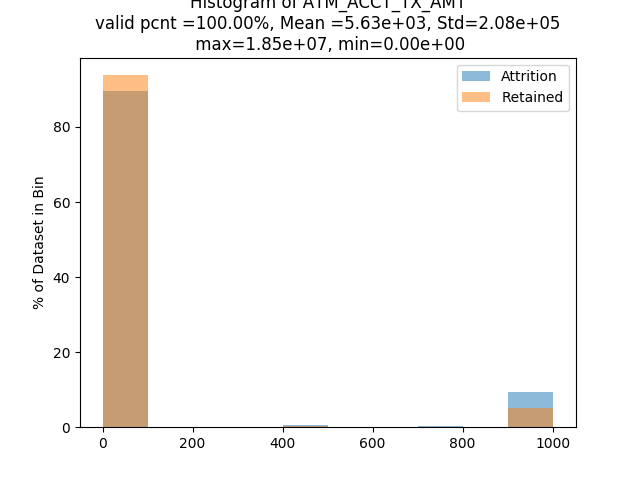 Histogram of ATM_ACCT_TX_AMT
valid pcnt =100.00%, Mean =5.63e+03, Std=2.08e+05
max=1.85e+07, min=0.00e+00
Attrition
Retained
% of Dataset in Bin
80
60
40
20
0
0 200 400 600 800 1000